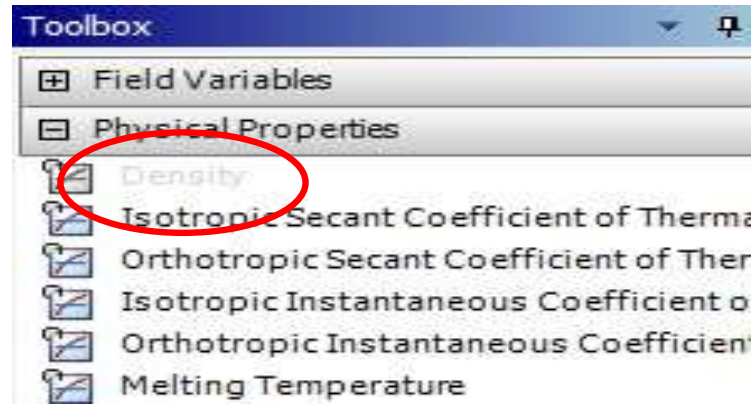 Toolbox
Field Variables
Physical Properties
Density
Isotropic Secant Coefficient of Therma
Orthotropic Secant Coefficient of Ther
Isotropic Instantaneous Coefficient o
Orthotropic Instantaneous Coefficien
Melting Temperature